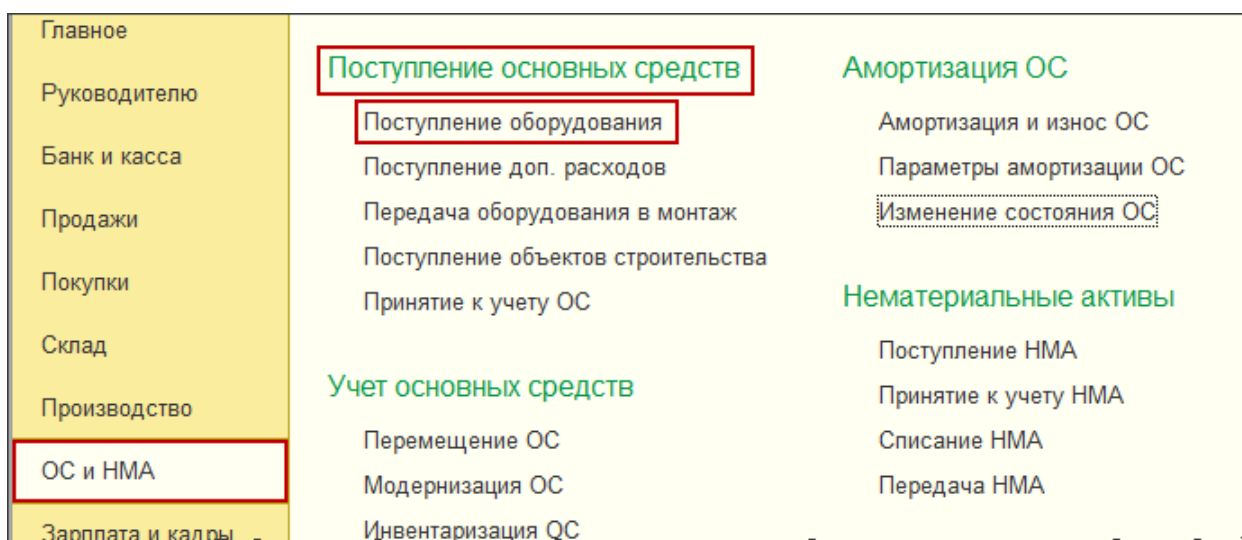 Главное
Руководителю
Банк и касса
Продажи
Покупки
Склад
Производство
ОС и НМА
Зарплата и кадры
Поступление основных средств
Поступление оборудования
Поступление доп. расходов
Передача оборудования в монтаж
Поступление объектов строительства
Принятие к учету ОС
Учет основных средств
Перемещение ОС
Модернизация ОС
Инвентаризация ОС
Амортизация ОС
Амортизация и износ ОС
Параметры амортизации ОС
Изменение состояния ОС
Нематериальные активы
Поступление НМА
Принятие к учету НМА
Списание НМА
Передача НМА